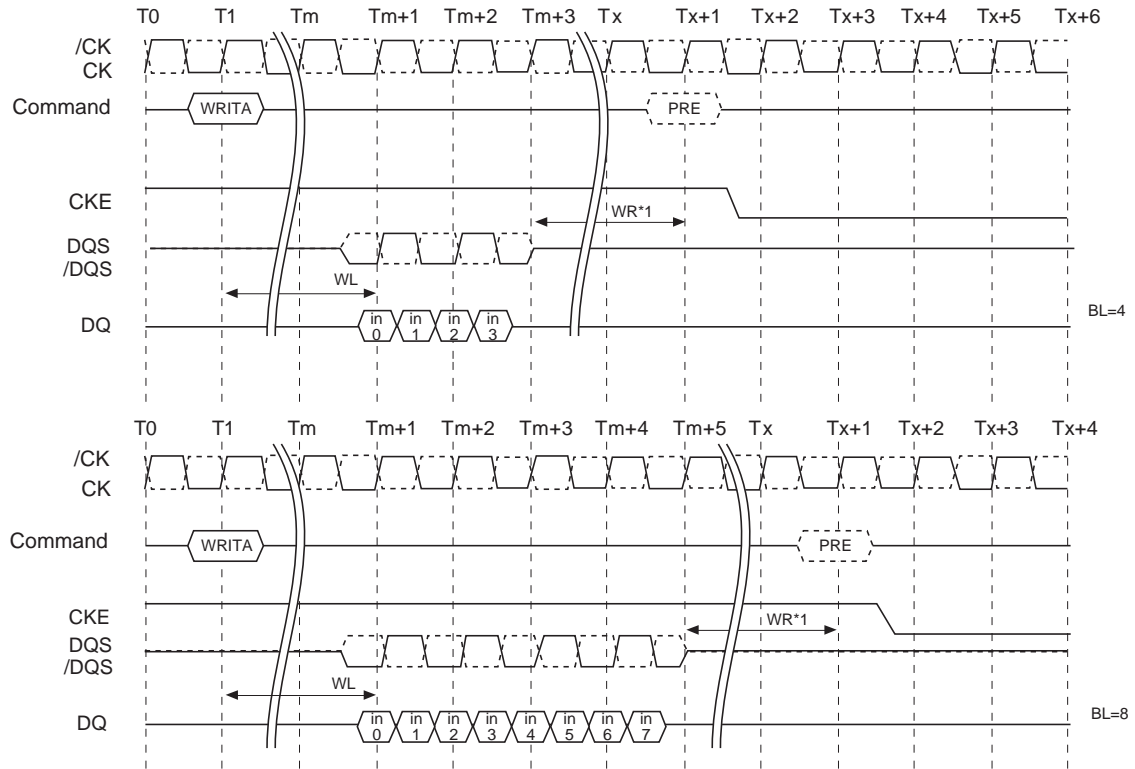 T0 T1 Tm Tm+1 Tm+2 Tm+3 Tx Tx+1 Tx+2 Tx+3 Tx+4 Tx+5 Tx+6
/CK
CK
Command WRITA PRE
CKE
WR*1
DQS
/DQS
WL
DQ in 0 in 1 in 2 in 3
BL=4
T0 T1 Tm Tm+1 Tm+2 Tm+3 Tm+4 Tm+5 Tx Tx+1 Tx+2 Tx+3 Tx+4
/CK
CK
Command WRITA PRE
CKE
WR*1
DQS
/DQS
WL
DQ in 0 in 1 in 2 in 3 in 4 in 5 in 6 in 7
BL=8